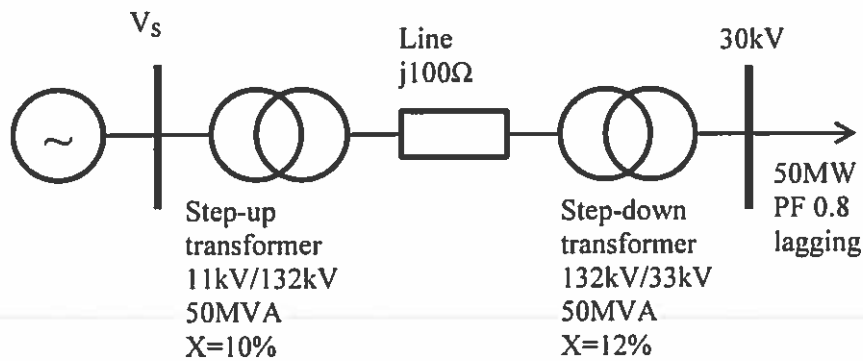 Vs
Line
j100Ω
30kV
~
Step-up
transformer
11kV/132kV
50MVA
X=10%
Step-down
transformer
132kV/33kV
50MVA
X=12%
50MW
PF 0.8
lagging